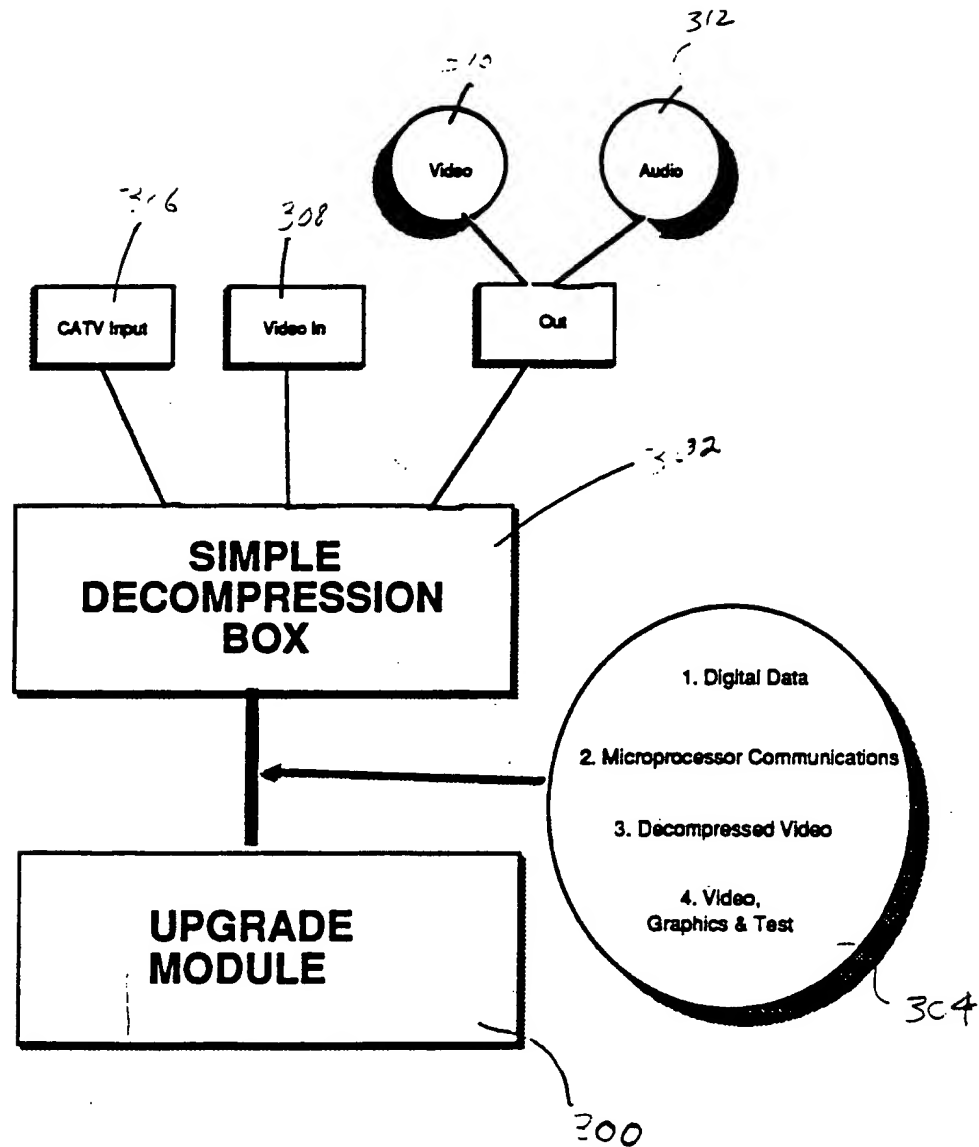 312
308
Video
Audio
CATV Input
Video In
Out
SIMPLE
DECOMPRESSION
BOX
1. Digital Data
2. Microprocessor Communications
3. Decompressed Video
4. Video,
Graphics & Test
UPGRADE
MODULE
304
300